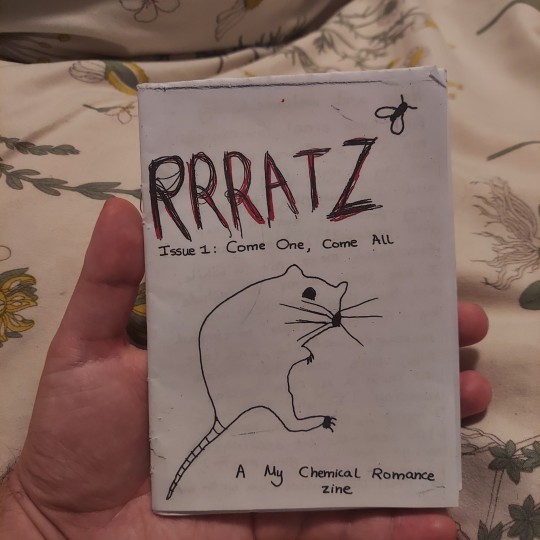 RRRATZ
Issue 1: Come One, Come All
A My Chemical Romance
zine